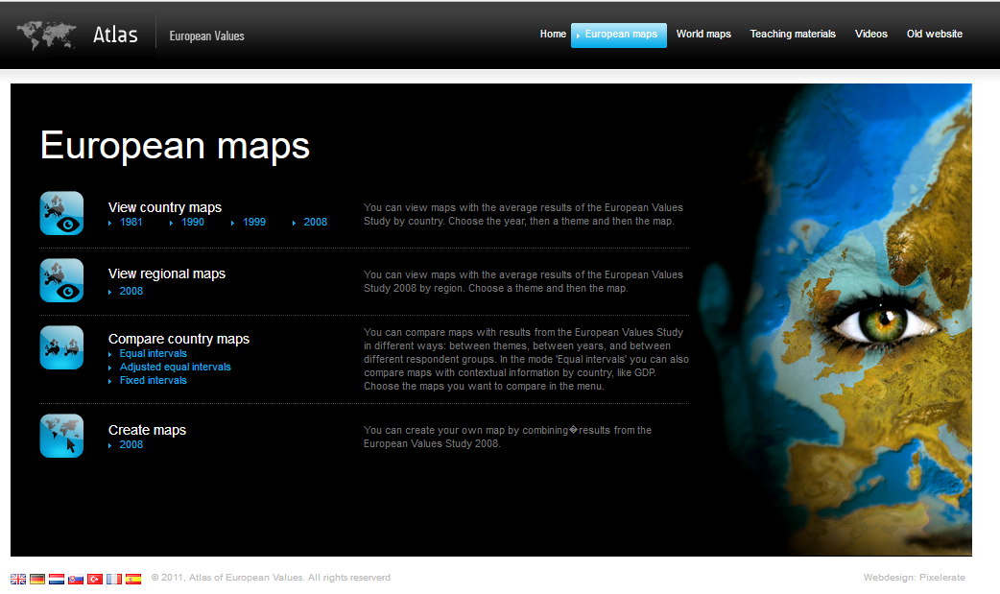 Atlas European Values
Home European maps World maps Teaching materials Videos Old website
European maps
View country maps
1981 1990 1999 2008
You can view maps with the average results of the European Values
Study by country. Choose the year, then a theme and then the map.
View regional maps
2008
You can view maps with the average results of the European Values
Study 2008 by region. Choose a theme and then the map.
Compare country maps
Equal intervals
Adjusted equal intervals
Fixed intervals
You can compare maps with results from the European Values Study
in different ways: between themes, between years, and between
different respondent groups. In the mode 'Equal intervals' you can also
compare maps with contextual information by country, like GDP.
Choose the maps you want to compare in the menu.
Create maps
2008
You can create your own map by combining�results from the
European Values Study 2008.
© 2011, Atlas of European Values. All rights reserverd
Webdesign: Pixelerate